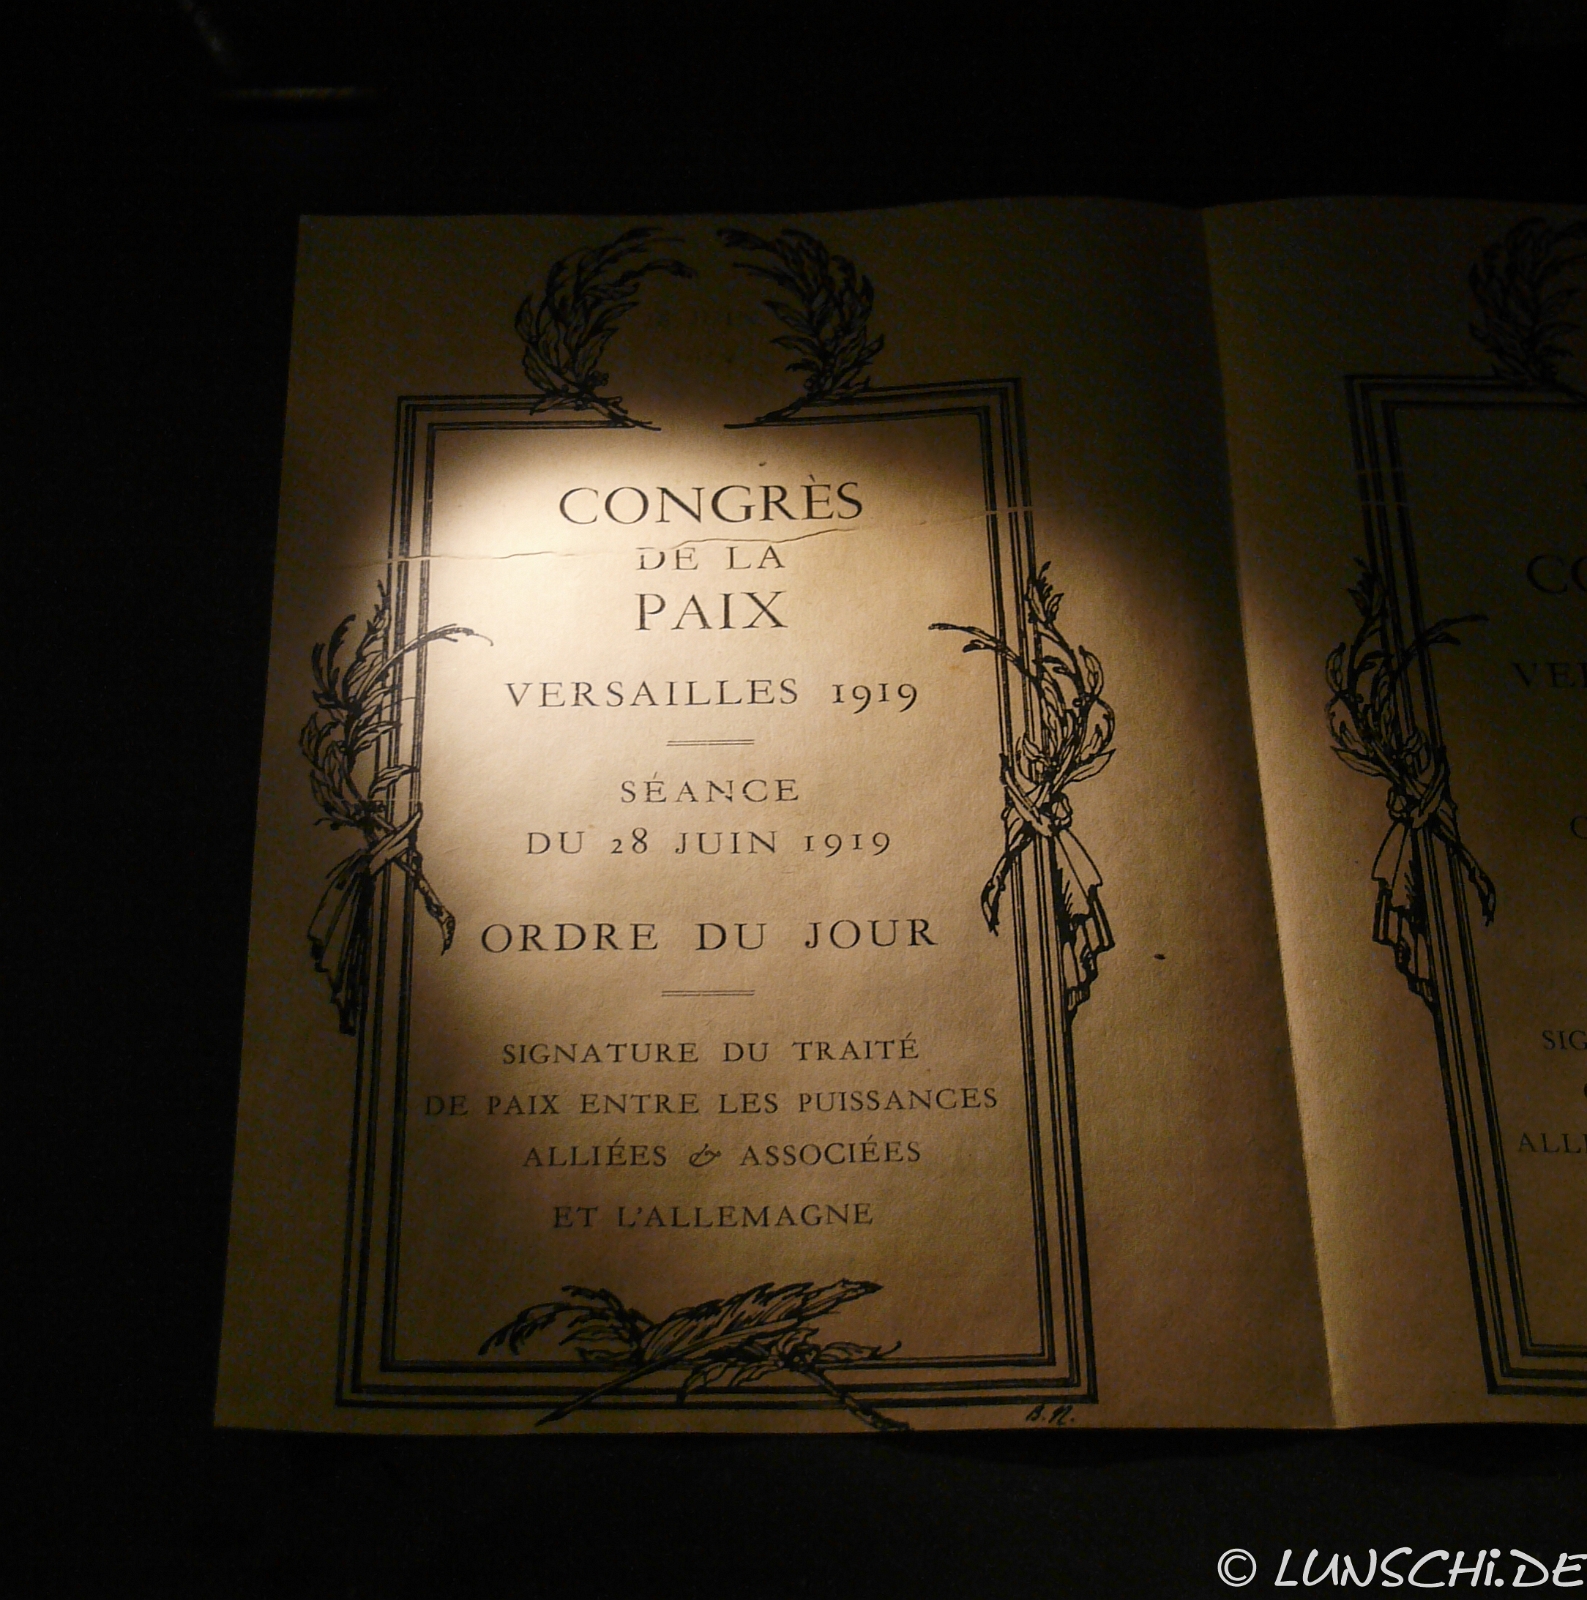 CONGRÈS
DE LA
PAIX
VERSAILLES 1919
SÉANCE
DU 28 JUIN 1919
ORDRE DU JOUR
SIGNATURE DU TRAITÉ
DE PAIX ENTRE LES PUISSANCES
ALLIÉES & ASSOCIÉES
ET L'ALLEMAGNE
B.N.
© LUNSCHi.DE